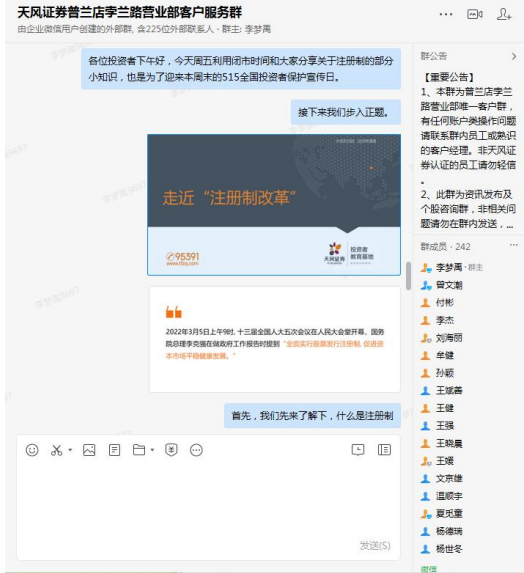 天风证券普兰店孛兰路营业部客户服务群
由企业微信用户创建的外部群, 含225位外部联系人 · 群主: 李梦禹
各位投资者下午好，今天周五利用闭市时间和大家分享关于注册制的部分
小知识，也是为了迎来本周末的515全国投资者保护宣传日。
接下来我们步入正题。
走近“注册制改革”
95391
www.tfzq.com
天风证券
投资者
教育基地
2022年3月5日上午9时, 十三届全国人大五次会议在人民大会堂开幕。国务
院总理李克强在做政府工作报告时提到“全面实行股票发行注册制, 促进资
本市场平稳健康发展。”
首先，我们先来了解下，什么是注册制
发送(S)
群公告
【重要公告】
1、本群为普兰店孛兰
路营业部唯一客户群，
有任何账户类操作问题
请联系群内员工或熟识
的客户经理。非天风证
券认证的员工请勿轻信
。
2、此群为资讯发布及
个股咨询群，非相关问
题请勿在群内发送，...
群成员 · 242
李梦禹 · 群主
曾文潮
付彬
李杰
刘海丽
牟健
孙颖
王斌善
王健
王强
王晓晨
王媛
文京雄
温顺宇
夏兇童
杨德瑞
杨世冬
微信